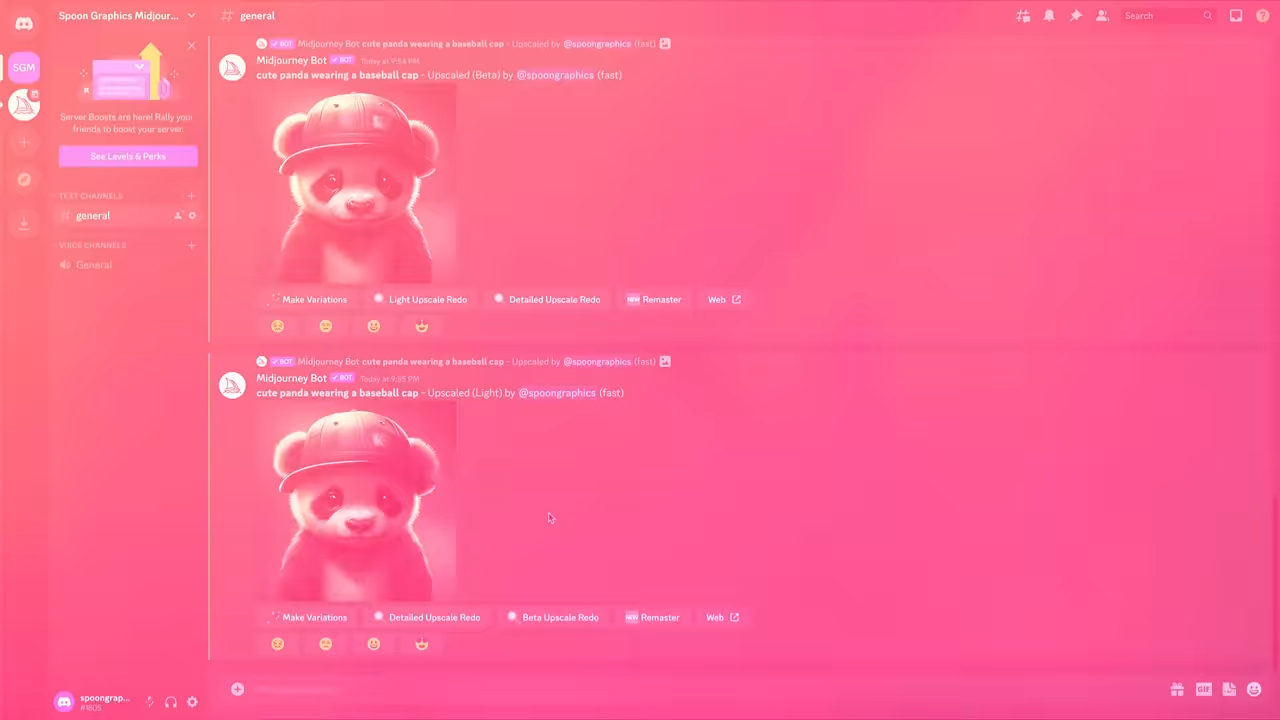 Spoon Graphics Midjour...
general
Search
SGM
Server Boosts are here! Rally your
friends to boost your server.
See Levels & Perks
TEXT CHANNELS
general
VOICE CHANNELS
General
BOT Midjourney Bot cute panda wearing a baseball cap - Upscaled by @spoongraphics (fast)
Midjourney Bot BOT Today at 9:54 PM
cute panda wearing a baseball cap - Upscaled (Beta) by @spoongraphics (fast)
Make Variations Light Upscale Redo Detailed Upscale Redo NEW Remaster Web
BOT Midjourney Bot cute panda wearing a baseball cap - Upscaled by @spoongraphics (fast)
Midjourney Bot BOT Today at 9:55 PM
cute panda wearing a baseball cap - Upscaled (Light) by @spoongraphics (fast)
Make Variations Detailed Upscale Redo Beta Upscale Redo NEW Remaster Web
spoongrap...
#1605
GIF